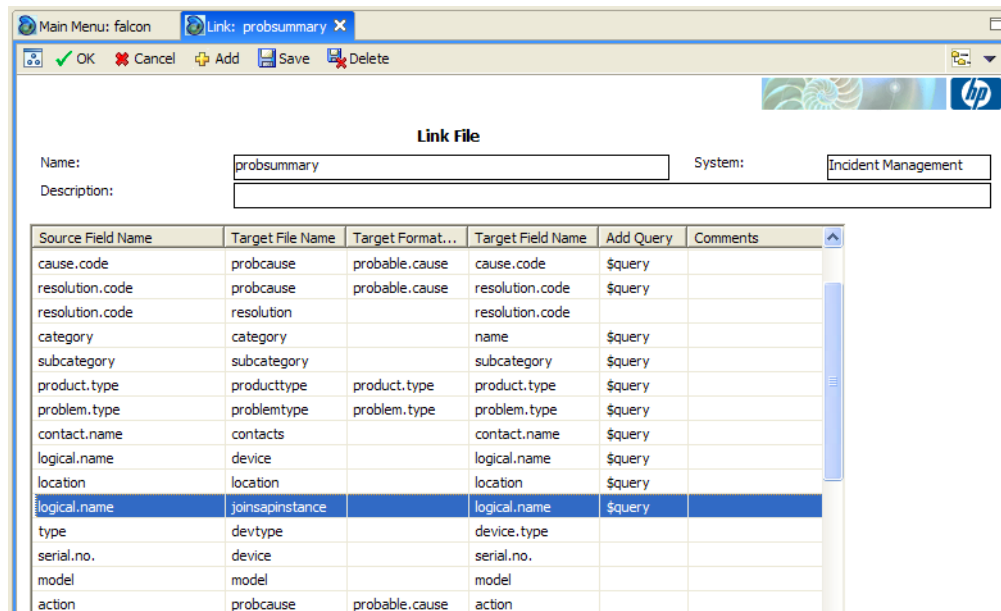 Main Menu: falcon Link: probsummary
OK Cancel Add Save Delete
hp
Link File
Name: probsummary System: Incident Management
Description:
Source Field Name Target File Name Target Format... Target Field Name Add Query Comments
cause.code probcause probable.cause cause.code $query
resolution.code probcause probable.cause resolution.code $query
resolution.code resolution resolution.code
category category name $query
subcategory subcategory subcategory $query
product.type producttype product.type product.type $query
problem.type problemtype problem.type problem.type $query
contact.name contacts contact.name $query
logical.name device logical.name $query
location location location $query
logical.name joinsapinstance logical.name $query
type devtype device.type
serial.no. device serial.no.
model model model
action probcause probable.cause action